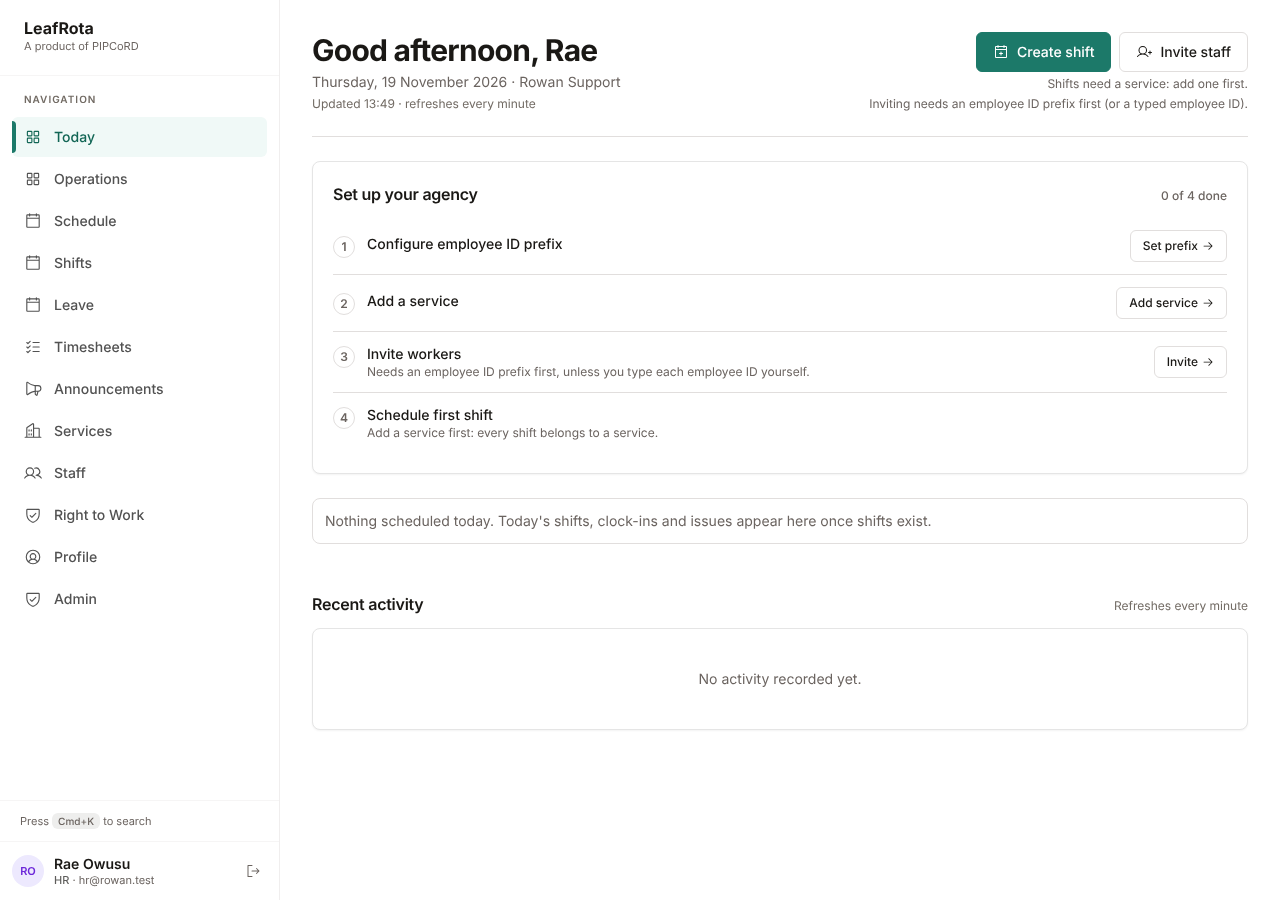 LeafRota
A product of PIPCoRD
NAVIGATION
Today
Operations
Schedule
Shifts
Leave
Timesheets
Announcements
Services
Staff
Right to Work
Profile
Admin
Press Cmd+K to search
RO
Rae Owusu
HR · hr@rowan.test
Good afternoon, Rae
Thursday, 19 November 2026 · Rowan Support
Updated 13:49 · refreshes every minute
Create shift
Invite staff
Shifts need a service: add one first.
Inviting needs an employee ID prefix first (or a typed employee ID).
Set up your agency
0 of 4 done
1 Configure employee ID prefix
Set prefix →
2 Add a service
Add service →
3 Invite workers
Needs an employee ID prefix first, unless you type each employee ID yourself.
Invite →
4 Schedule first shift
Add a service first: every shift belongs to a service.
Nothing scheduled today. Today's shifts, clock-ins and issues appear here once shifts exist.
Recent activity
Refreshes every minute
No activity recorded yet.